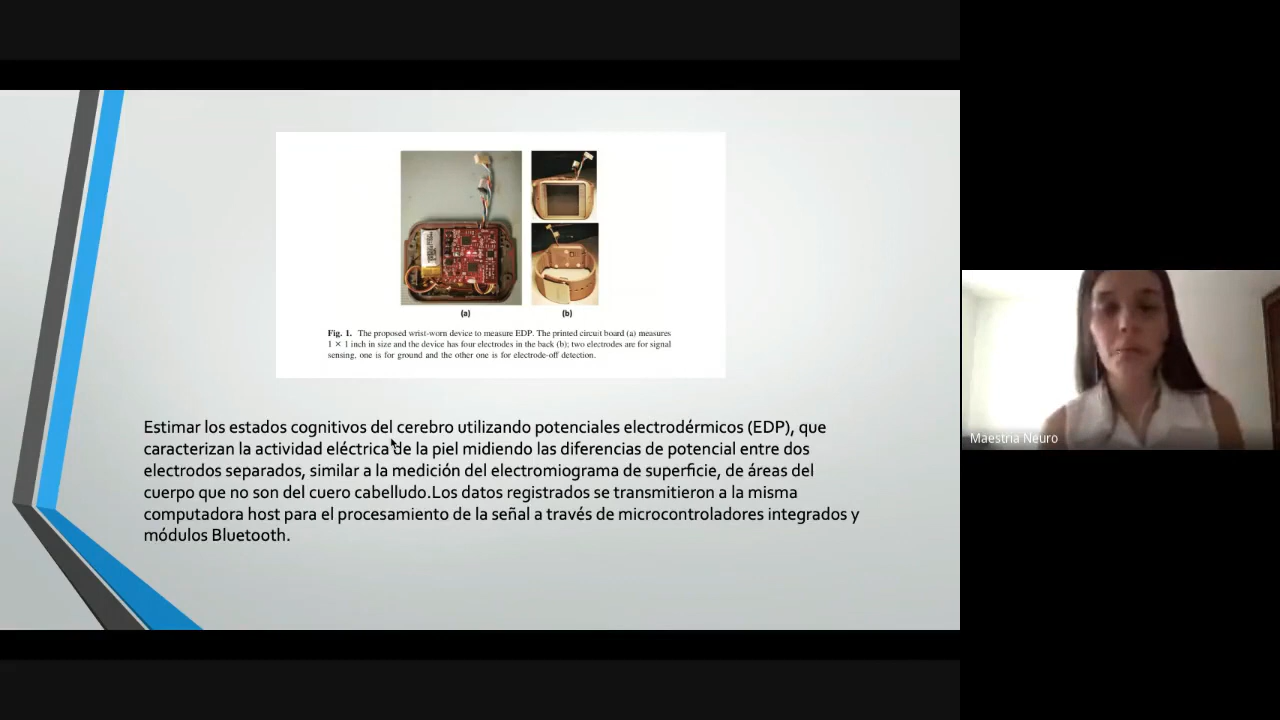 (a)
(b)
Fig. 1. The proposed wrist-worn device to measure EDP. The printed circuit board (a) measures
1 × 1 inch in size and the device has four electrodes in the back (b); two electrodes are for signal
sensing, one is for ground and the other one is for electrode-off detection.
Estimar los estados cognitivos del cerebro utilizando potenciales electrodérmicos (EDP), que
caracterizan la actividad eléctrica de la piel midiendo las diferencias de potencial entre dos
electrodos separados, similar a la medición del electromiograma de superficie, de áreas del
cuerpo que no son del cuero cabelludo.Los datos registrados se transmitieron a la misma
computadora host para el procesamiento de la señal a través de microcontroladores integrados y
módulos Bluetooth.
Maestria Neuro